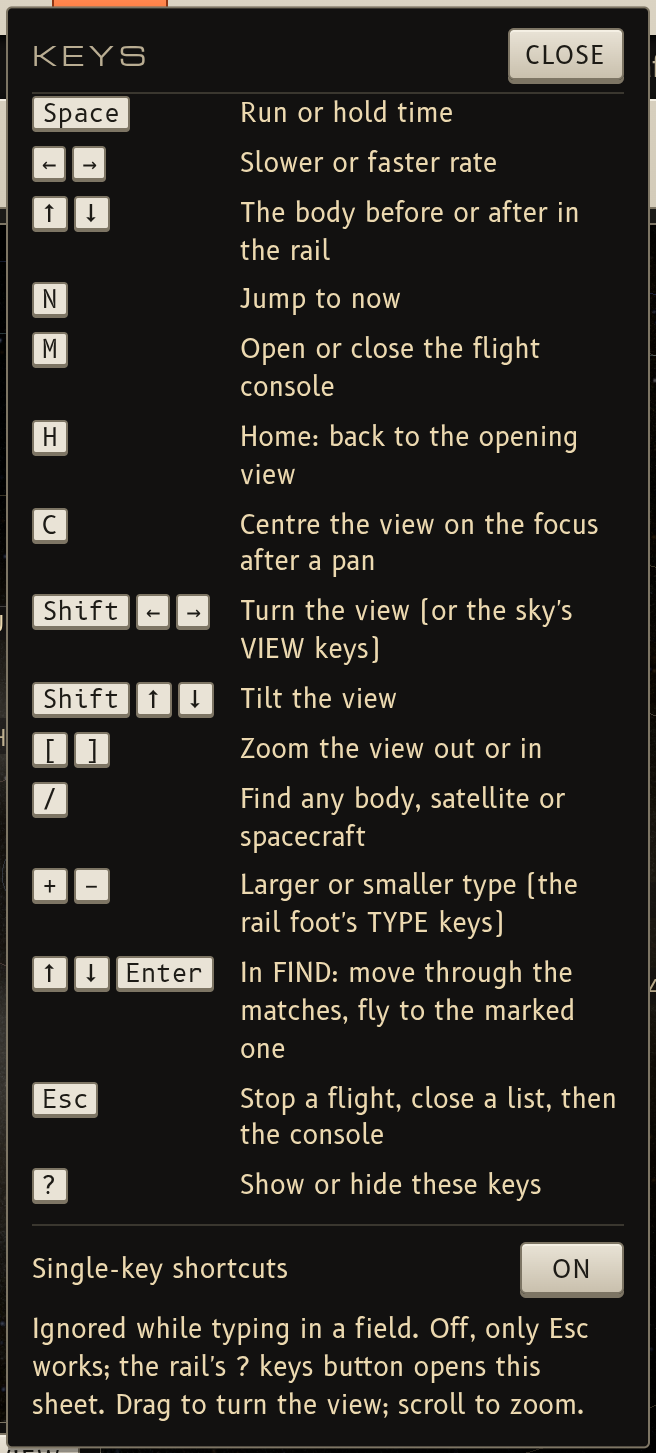 KEYS
CLOSE
Space Run or hold time
← → Slower or faster rate
↑ ↓ The body before or after in
the rail
N Jump to now
M Open or close the flight
console
H Home: back to the opening
view
C Centre the view on the focus
after a pan
Shift ← → Turn the view (or the sky's
VIEW keys)
Shift ↑ ↓ Tilt the view
[ ] Zoom the view out or in
/ Find any body, satellite or
spacecraft
+ − Larger or smaller type (the
rail foot's TYPE keys)
↑ ↓ Enter In FIND: move through the
matches, fly to the marked
one
Esc Stop a flight, close a list, then
the console
? Show or hide these keys
Single-key shortcuts ON
Ignored while typing in a field. Off, only Esc
works; the rail's ? keys button opens this
sheet. Drag to turn the view; scroll to zoom.